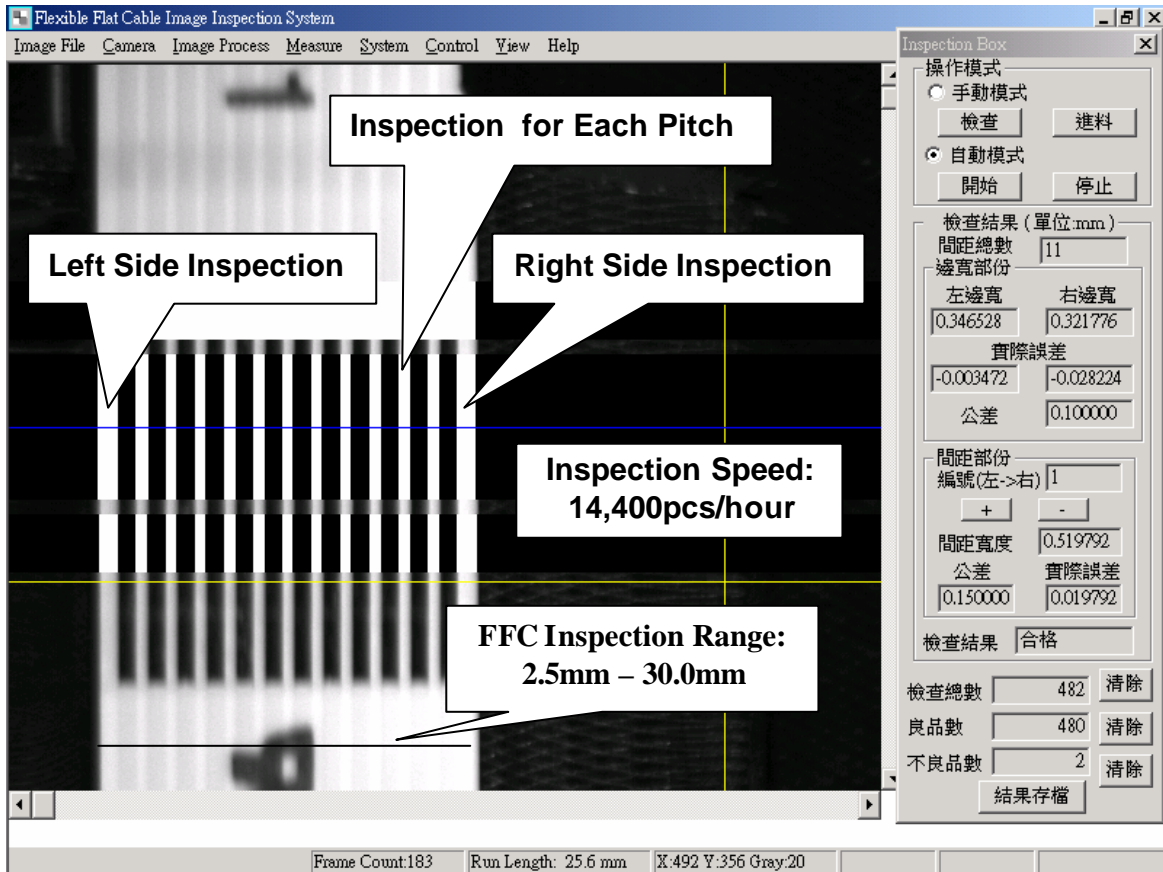 Flexible Flat Cable Image Inspection System
Image File Camera Image Process Measure System Control View Help
Inspection for Each Pitch
Left Side Inspection
Right Side Inspection
Inspection Speed:
14,400pcs/hour
FFC Inspection Range:
2.5mm – 30.0mm
Inspection Box
操作模式
手動模式
檢查 進料
自動模式
開始 停止
檢查結果 (單位:mm)
間距總數 11
邊寬部份
左邊寬 右邊寬
0.346528 0.321776
實際誤差
-0.003472 -0.028224
公差 0.100000
間距部份
編號(左->右) 1
+ -
間距寬度 0.519792
公差 實際誤差
0.150000 0.019792
檢查結果 合格
檢查總數 482 清除
良品數 480 清除
不良品數 2 清除
結果存檔
Frame Count:183 Run Length: 25.6 mm X:492 Y:356 Gray:20